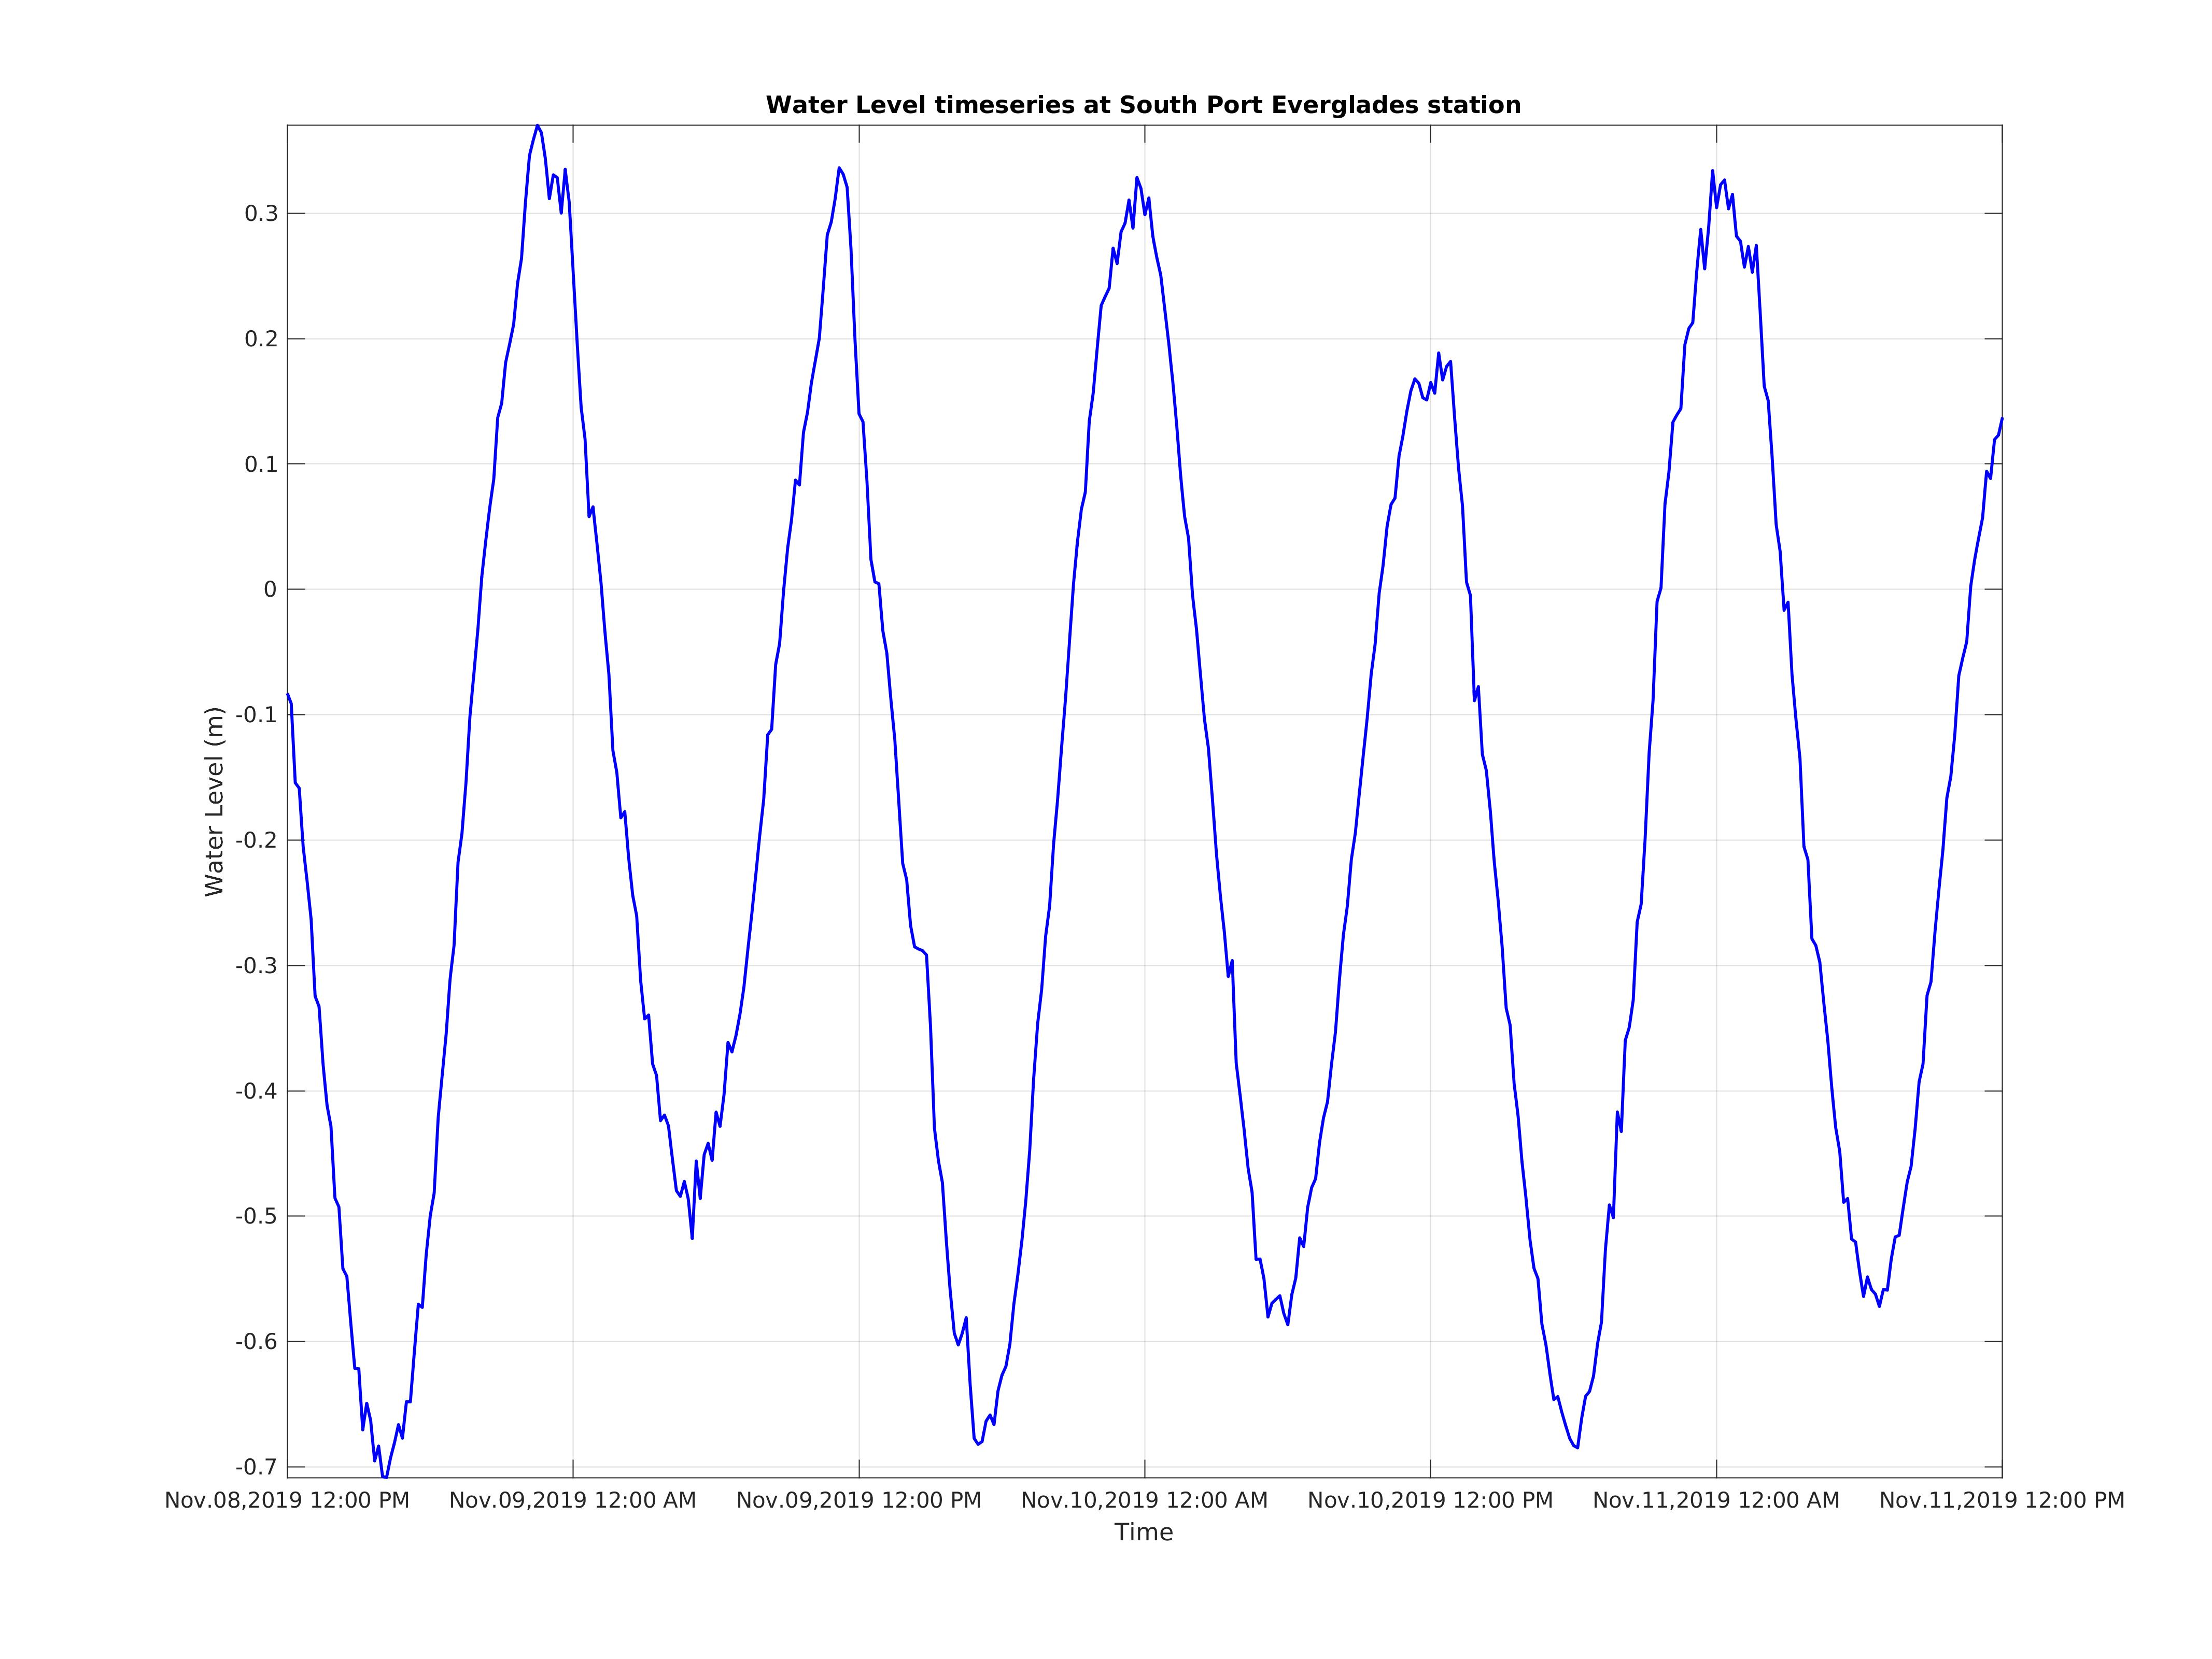 Water Level timeseries at South Port Everglades station
0.3
0.2
0.1
0
-0.1
-0.2
-0.3
-0.4
-0.5
-0.6
-0.7
Water Level (m)
Nov.08,2019 12:00 PM
Nov.09,2019 12:00 AM
Nov.09,2019 12:00 PM
Nov.10,2019 12:00 AM
Nov.10,2019 12:00 PM
Nov.11,2019 12:00 AM
Nov.11,2019 12:00 PM
Time